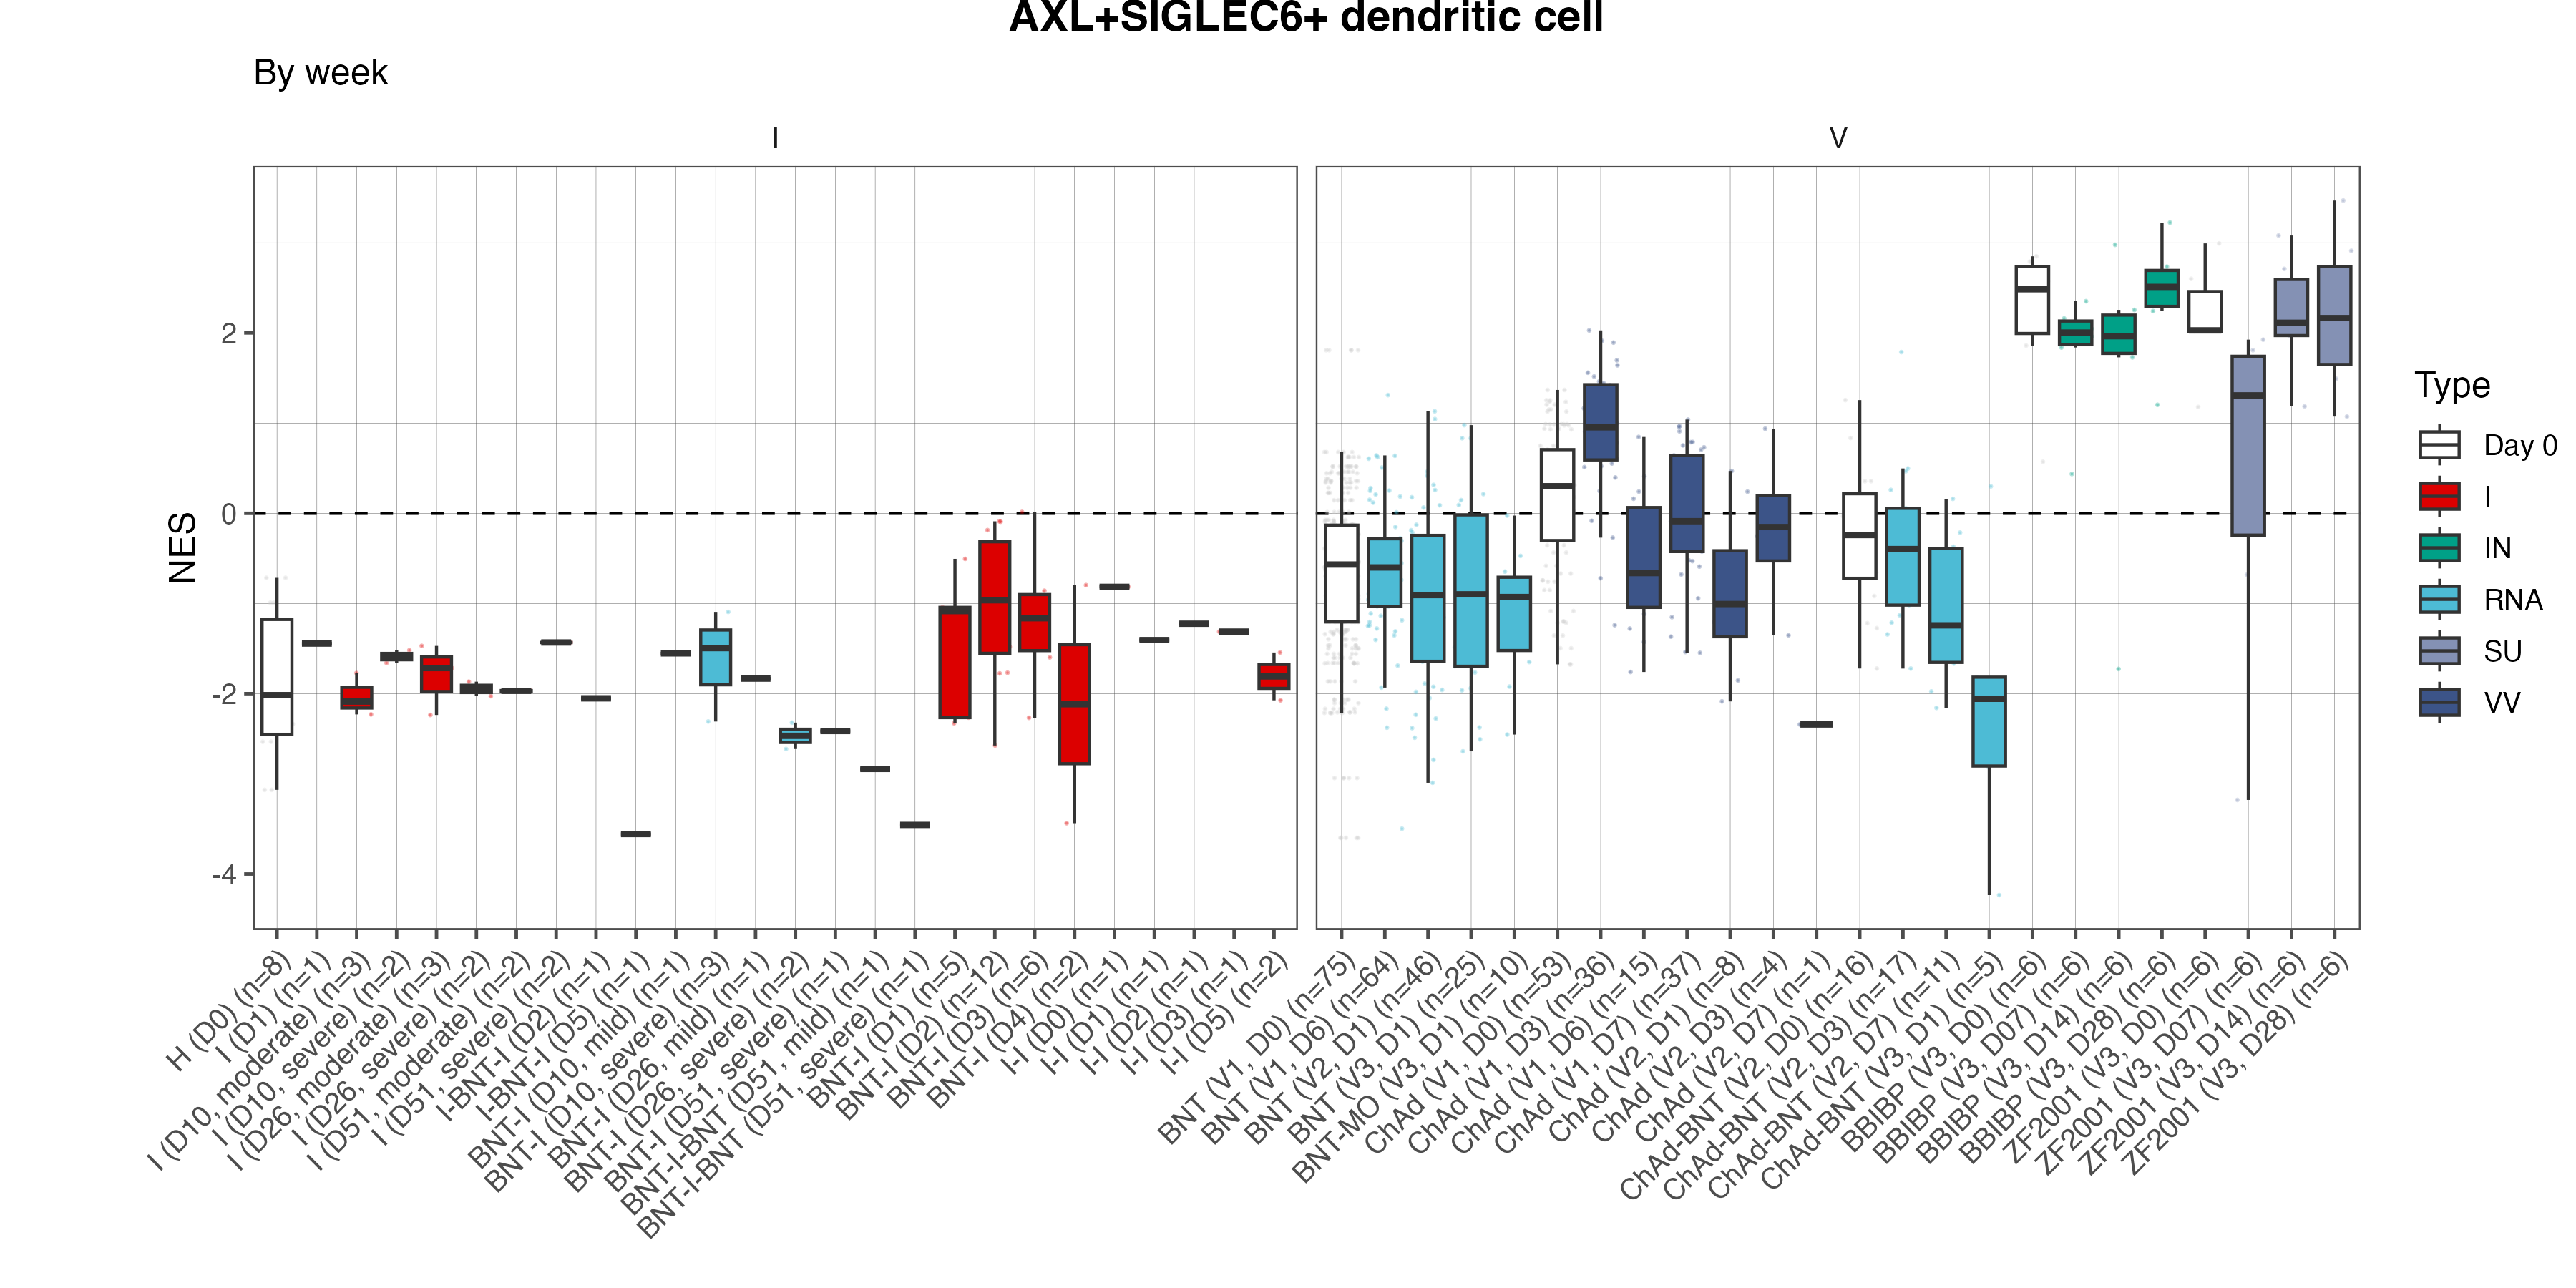 AXL+SIGLEC6+ dendritic cell
By week
I
V
NES
2
0
-2
-4
H (D0) (n=8)
I (D1) (n=1)
I (D10, moderate) (n=3)
I (D10, severe) (n=2)
I (D26, moderate) (n=3)
I (D26, severe) (n=2)
I (D51, moderate) (n=2)
I (D51, severe) (n=2)
I-BNT-I (D2) (n=1)
I-BNT-I (D5) (n=1)
BNT-I (D10, mild) (n=1)
BNT-I (D10, severe) (n=3)
BNT-I (D26, mild) (n=1)
BNT-I (D26, severe) (n=2)
BNT-I (D51, severe) (n=1)
BNT-I-BNT (D51, mild) (n=1)
BNT-I-BNT (D51, severe) (n=1)
BNT-I (D1) (n=5)
BNT-I (D2) (n=12)
BNT-I (D3) (n=6)
BNT-I (D4) (n=2)
I-I (D0) (n=1)
I-I (D1) (n=1)
I-I (D2) (n=1)
I-I (D3) (n=1)
I-I (D5) (n=2)
BNT (V1, D0) (n=75)
BNT (V1, D6) (n=64)
BNT (V2, D1) (n=46)
BNT (V3, D1) (n=25)
BNT-MO (V3, D1) (n=10)
ChAd (V1, D0) (n=53)
ChAd (V1, D3) (n=36)
ChAd (V1, D6) (n=15)
ChAd (V1, D7) (n=37)
ChAd (V2, D1) (n=8)
ChAd (V2, D3) (n=4)
ChAd (V2, D7) (n=1)
ChAd-BNT (V2, D0) (n=16)
ChAd-BNT (V2, D3) (n=17)
ChAd-BNT (V2, D7) (n=11)
ChAd-BNT (V3, D1) (n=5)
BBIBP (V3, D0) (n=6)
BBIBP (V3, D07) (n=6)
BBIBP (V3, D14) (n=6)
BBIBP (V3, D28) (n=6)
ZF2001 (V3, D0) (n=6)
ZF2001 (V3, D07) (n=6)
ZF2001 (V3, D14) (n=6)
ZF2001 (V3, D28) (n=6)
Type
Day 0
I
IN
RNA
SU
VV